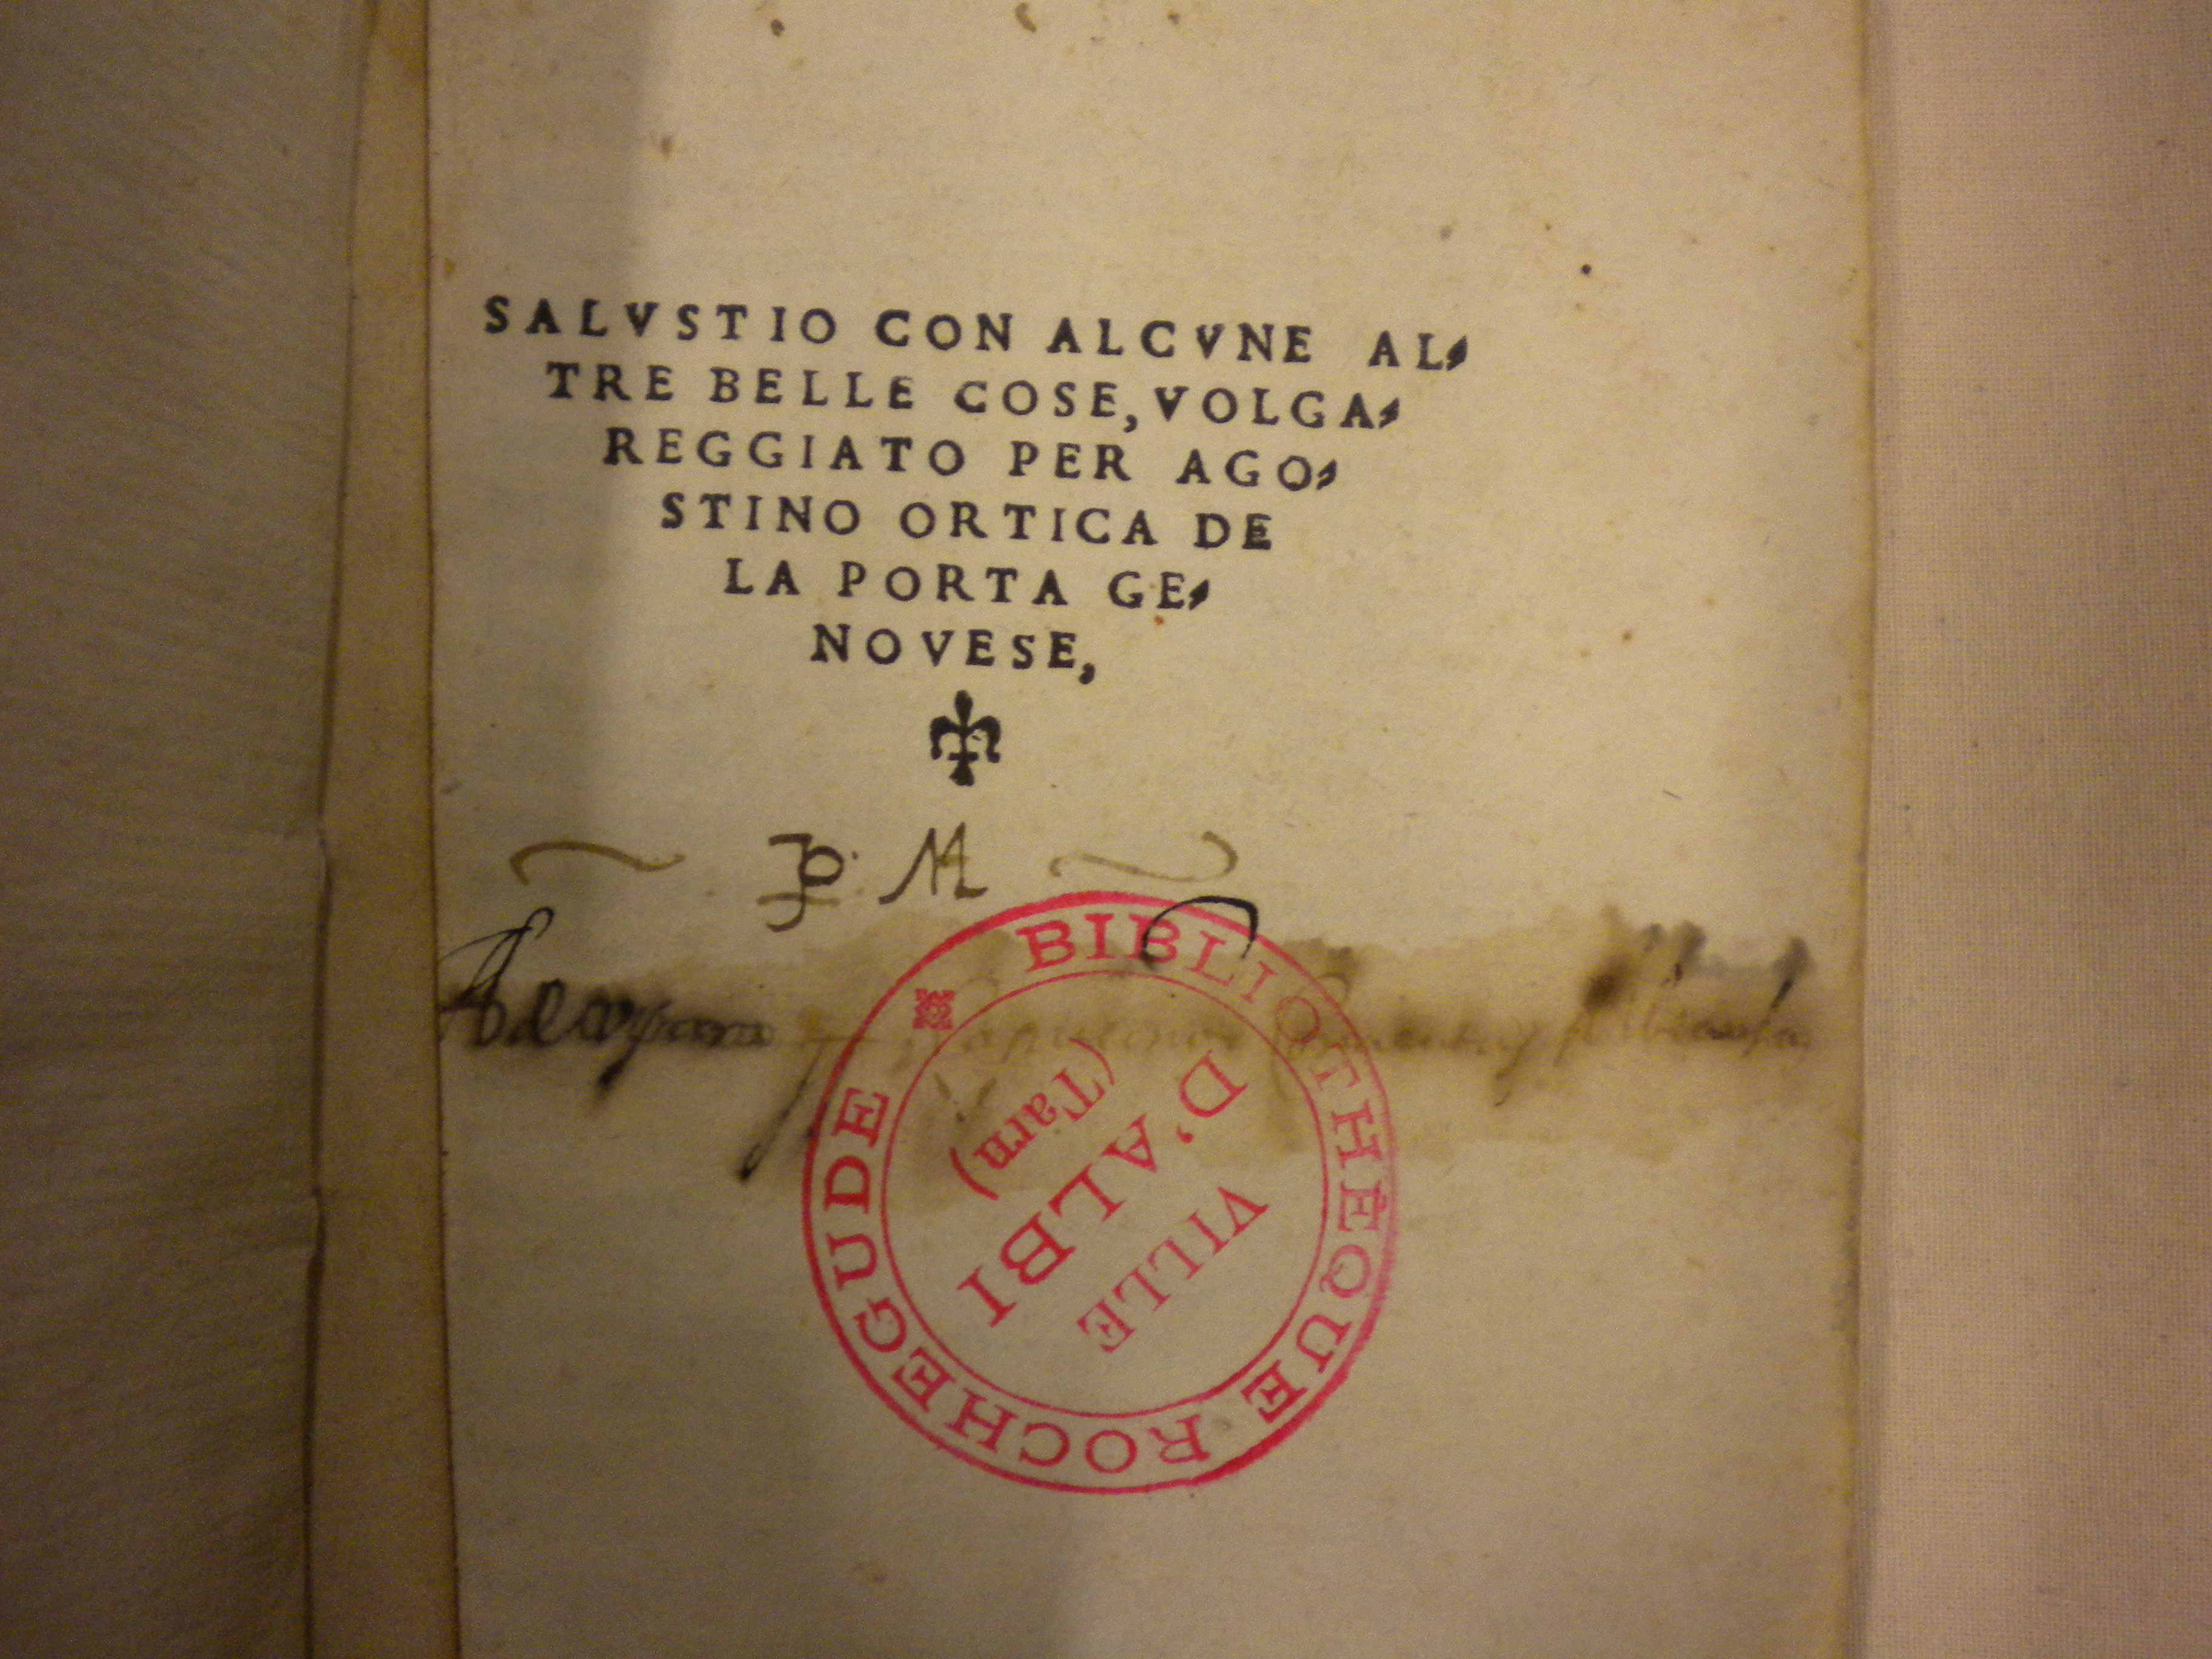 SALVSTIO CON ALCVNE AL⸗
TRE BELLE COSE, VOLGA⸗
REGGIATO PER AGO⸗
STINO ORTICA DE
LA PORTA GE⸗
NOVESE,
BIBLIOTHÈQUE ROCHEGUDE
VILLE
D'ALBI
(Tarn)